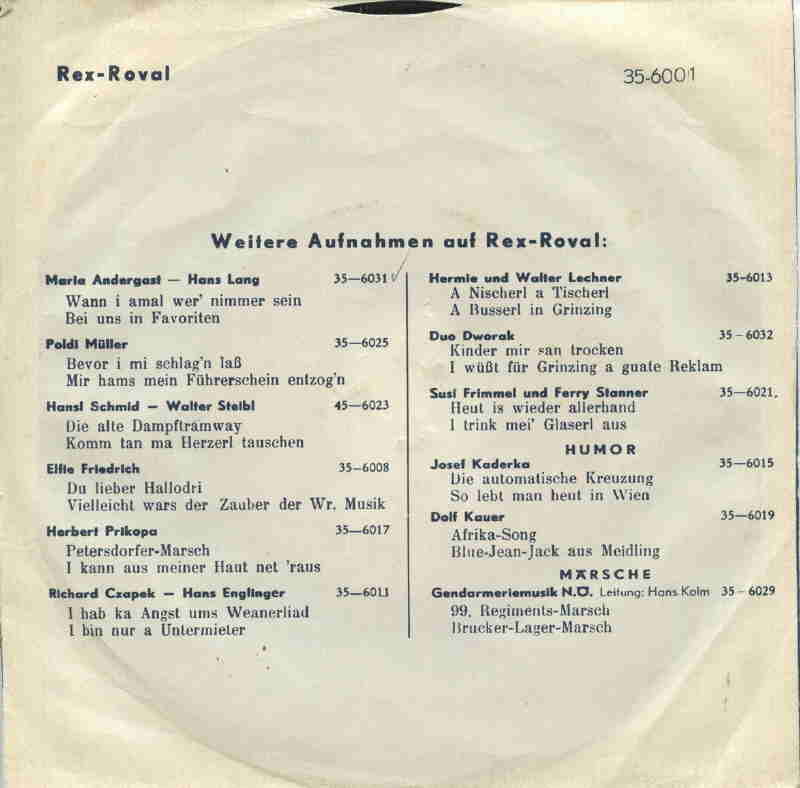 Rex-Roval
35-6001
Weitere Aufnahmen auf Rex-Roval:
Maria Andergast — Hans Lang 35—6031
Wann i amal wer' nimmer sein
Bei uns in Favoriten
Poldi Müller 35—6025
Bevor i mi schlag'n laß
Mir hams mein Führerschein entzog'n
Hansl Schmid — Walter Steibl 45—6023
Die alte Dampftramway
Komm tan ma Herzerl tauschen
Elfie Friedrich 35—6008
Du lieber Hallodri
Vielleicht wars der Zauber der Wr. Musik
Herbert Prikopa 35—6017
Petersdorfer-Marsch
I kann aus meiner Haut net 'raus
Richard Czapek — Hans Englinger 35—6011
I hab ka Angst ums Weanerliad
I bin nur a Untermieter
Hermie und Walter Lechner 35-6013
A Nischerl a Tischerl
A Busserl in Grinzing
Duo Dworak 35—6032
Kinder mir san trocken
I wüßt für Grinzing a guate Reklam
Susi Frimmel und Ferry Stanner 35—6021.
Heut is wieder allerhand
I trink mei' Glaserl aus
HUMOR
Josef Kaderka 35—6015
Die automatische Kreuzung
So lebt man heut in Wien
Dolf Kauer 35—6019
Afrika-Song
Blue-Jean-Jack aus Meidling
MÄRSCHE
Gendarmeriemusik N.Ö. Leitung: Hans Kolm 35—6029
99. Regiments-Marsch
Brucker-Lager-Marsch